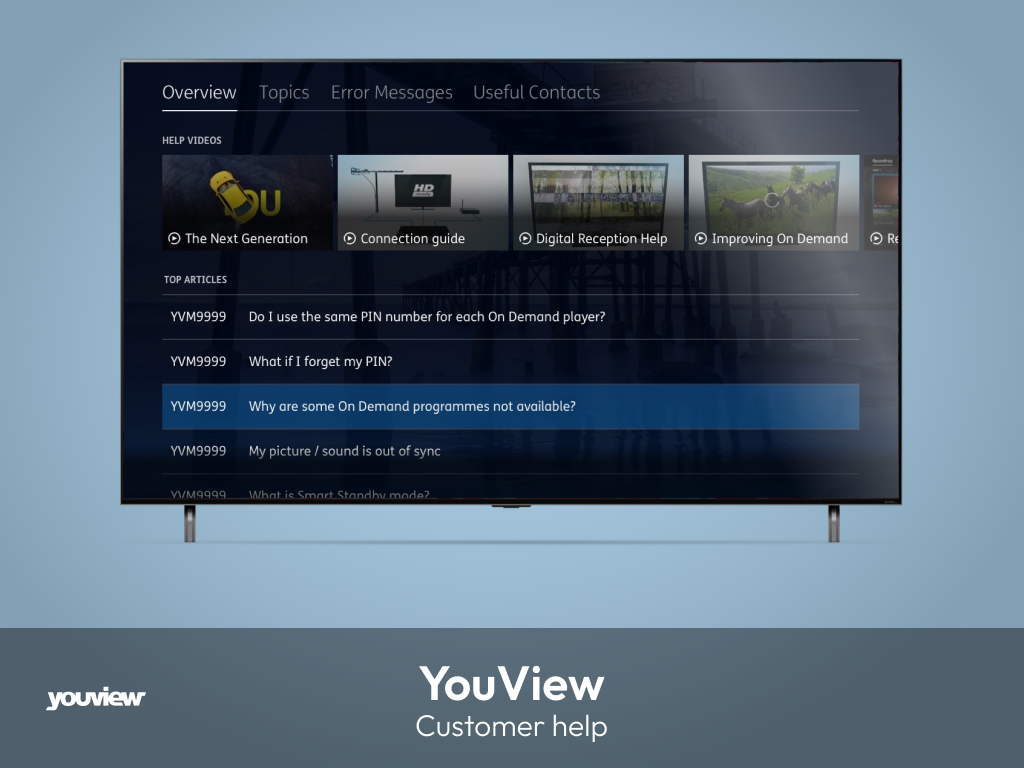 Overview Topics Error Messages Useful Contacts
HELP VIDEOS
YOU
HD
The Next Generation Connection guide Digital Reception Help Improving On Demand Re
TOP ARTICLES
YVM9999 Do I use the same PIN number for each On Demand player?
YVM9999 What if I forget my PIN?
YVM9999 Why are some On Demand programmes not available?
YVM9999 My picture / sound is out of sync
YVM9999 What is Smart Standby mode?
youview
YouView
Customer help